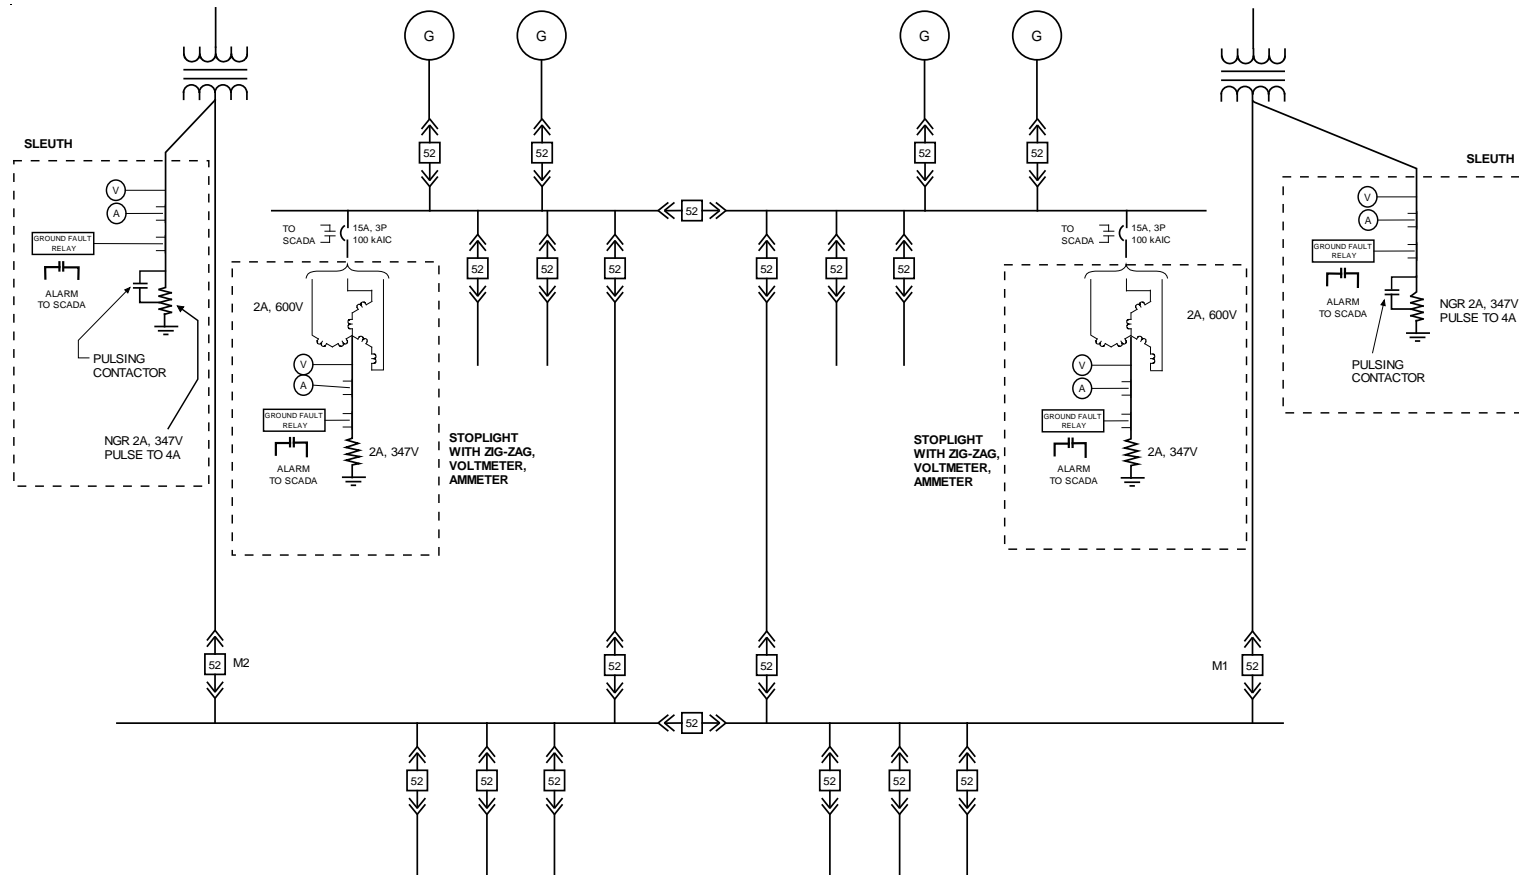 G
G
G
G
SLEUTH
52
52
52
52
SLEUTH
V
A
GROUND FAULT
RELAY
ALARM
TO SCADA
PULSING
CONTACTOR
NGR 2A, 347V
PULSE TO 4A
52
TO
SCADA
15A, 3P
100 kAIC
52
52
52
2A, 600V
V
A
GROUND FAULT
RELAY
ALARM
TO SCADA
2A, 347V
STOPLIGHT
WITH ZIG-ZAG,
VOLTMETER,
AMMETER
52
52
52
TO
SCADA
15A, 3P
100 kAIC
2A, 600V
V
A
GROUND FAULT
RELAY
ALARM
TO SCADA
2A, 347V
STOPLIGHT
WITH ZIG-ZAG,
VOLTMETER,
AMMETER
V
A
GROUND FAULT
RELAY
ALARM
TO SCADA
NGR 2A, 347V
PULSE TO 4A
PULSING
CONTACTOR
52
M2
52
52
M1
52
52
52
52
52
52
52
52